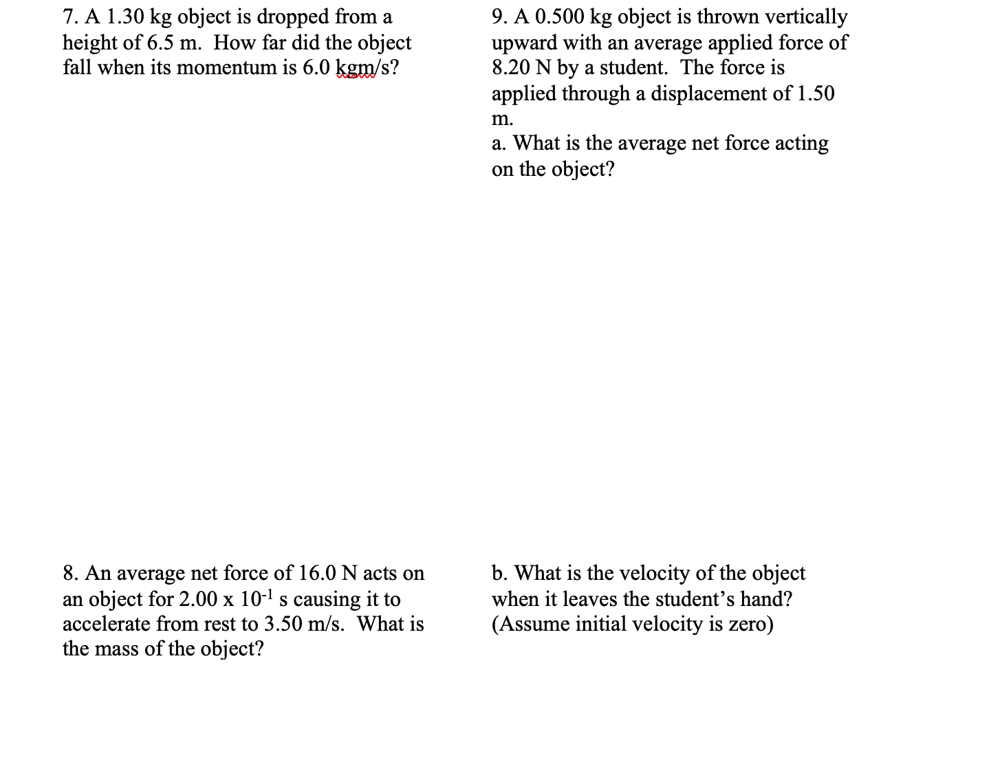 7. A 1.30 kg object is dropped from a
height of 6.5 m.  How far did the object
fall when its momentum is 6.0 kgm/s?
8. An average net force of 16.0 N acts on
an object for 2.00 x 10⁻¹ s causing it to
accelerate from rest to 3.50 m/s.  What is
the mass of the object?
9. A 0.500 kg object is thrown vertically
upward with an average applied force of
8.20 N by a student.  The force is
applied through a displacement of 1.50
m.
a. What is the average net force acting
on the object?
b. What is the velocity of the object
when it leaves the student’s hand?
(Assume initial velocity is zero)